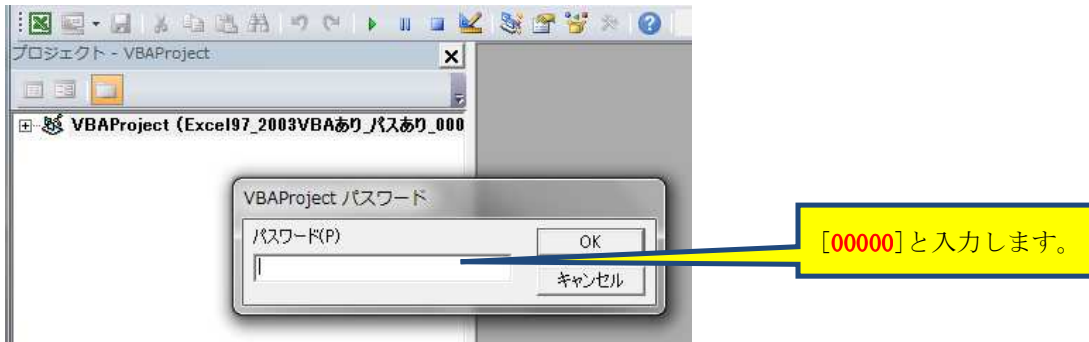 プロジェクト - VBAProject
VBAProject (Excel97_2003VBAあり_パスあり_000
VBAProject パスワード
パスワード(P)
OK
キャンセル
[00000]と入力します。